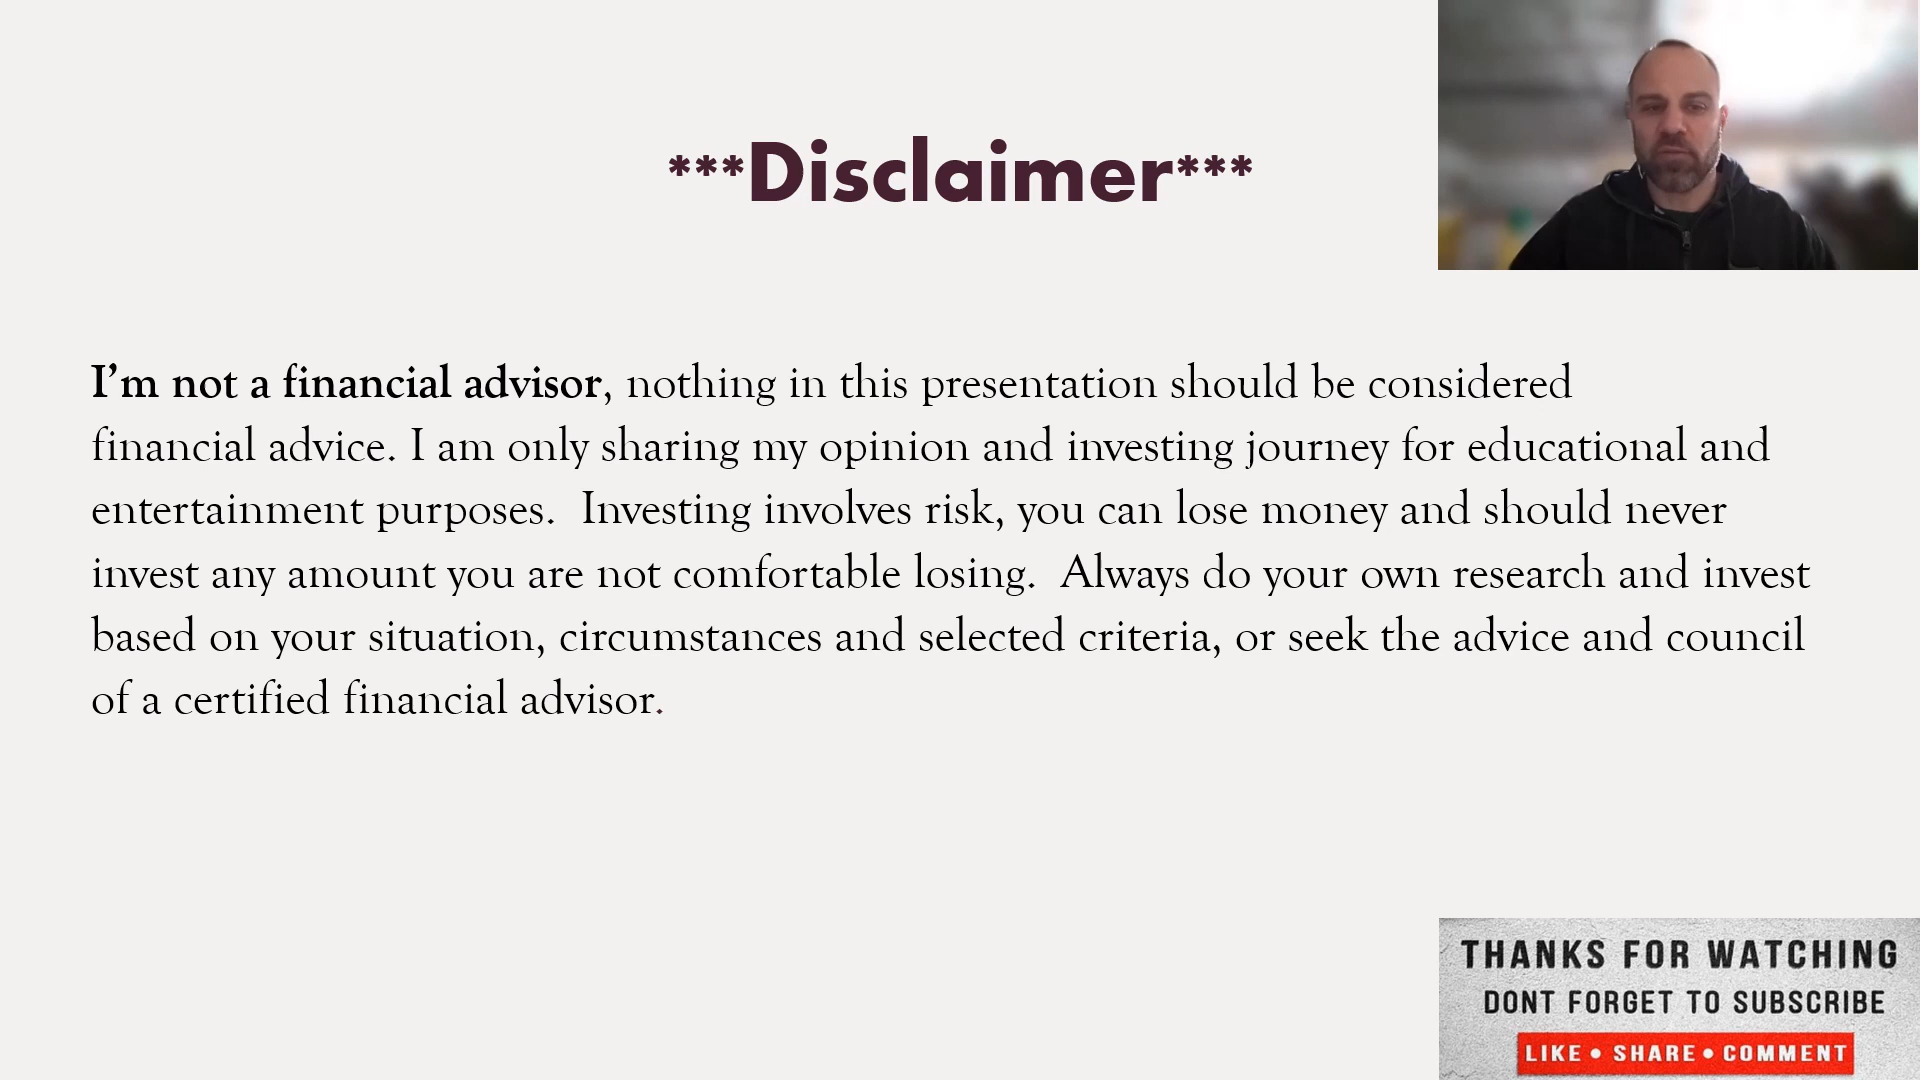 ***Disclaimer***
I’m not a financial advisor, nothing in this presentation should be considered
financial advice. I am only sharing my opinion and investing journey for educational and
entertainment purposes.  Investing involves risk, you can lose money and should never
invest any amount you are not comfortable losing.  Always do your own research and invest
based on your situation, circumstances and selected criteria, or seek the advice and council
of a certified financial advisor.
THANKS FOR WATCHING
DONT FORGET TO SUBSCRIBE
LIKE • SHARE • COMMENT